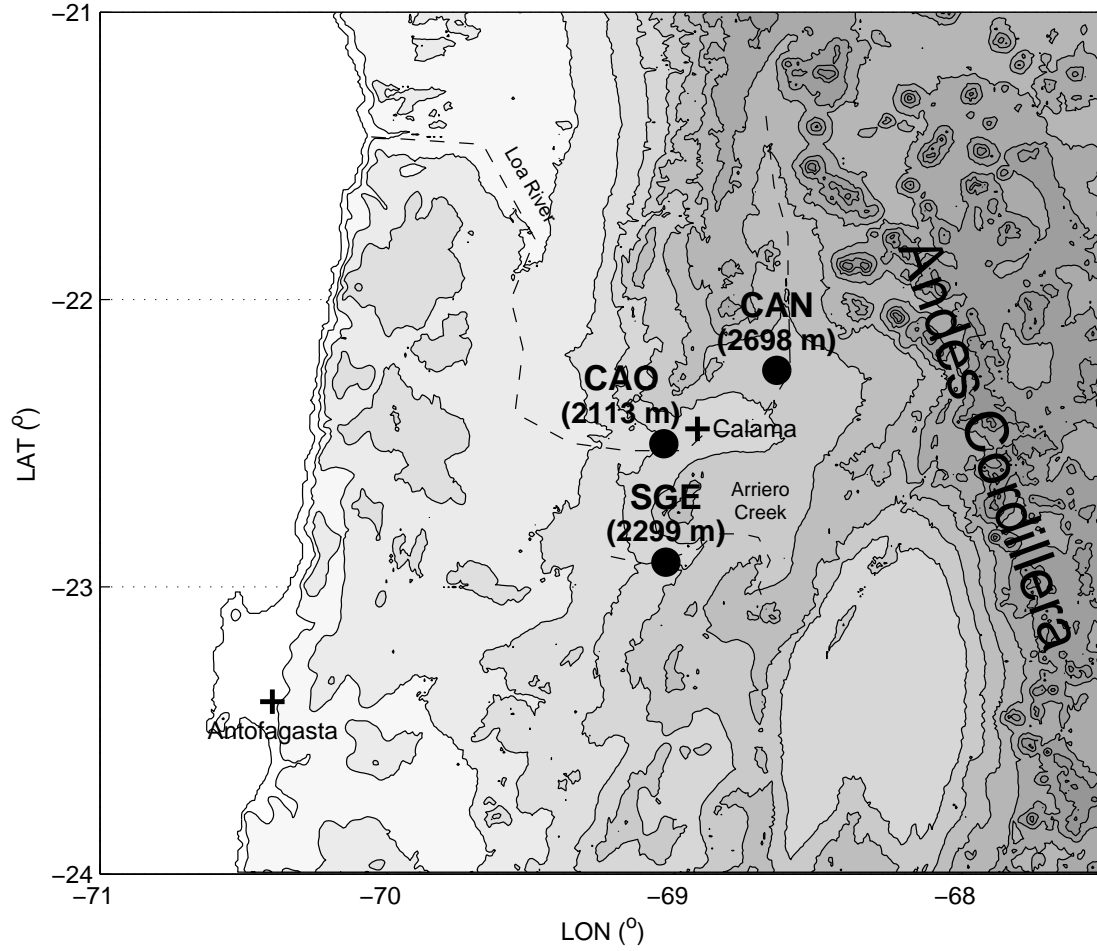 −21
Loa River
−22
Andes Cordillera
CAN
(2698 m)
CAO
(2113 m)
Calama
LAT (°)
SGE
(2299 m)
Arriero
Creek
−23
Antofagasta
−24
−71
−70
−69
−68
LON (°)